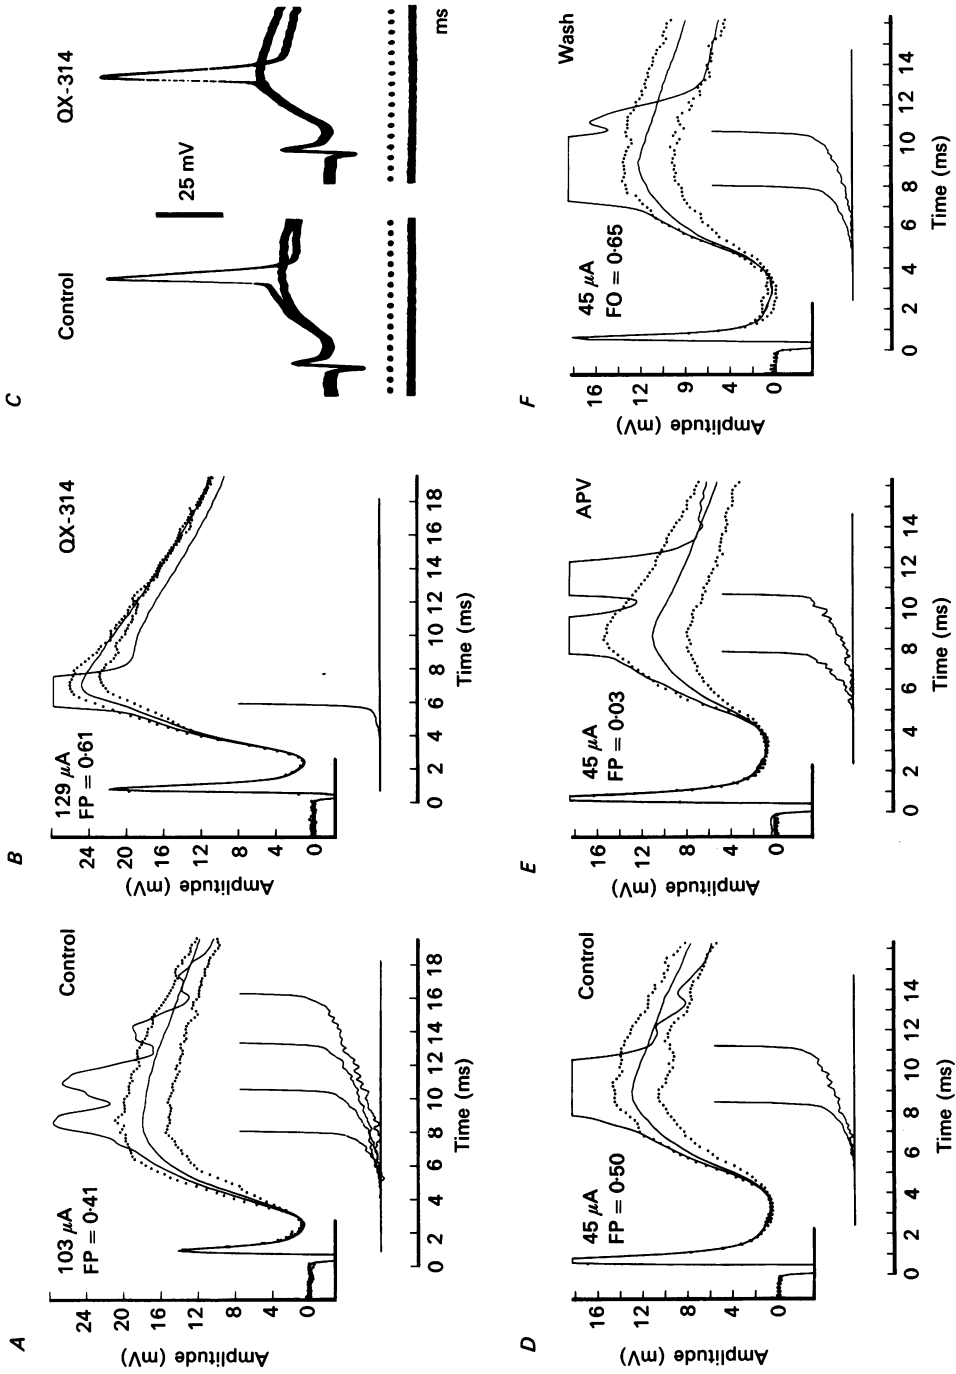 A
Control
103 μA
FP = 0·41
24
20
16
12
8
4
0
Amplitude (mV)
0 2 4 6 8 10 12 14 16 18
Time (ms)
B
QX-314
129 μA
FP = 0·61
24
20
16
12
8
4
0
Amplitude (mV)
0 2 4 6 8 10 12 14 16 18
Time (ms)
C
Control
QX-314
25 mV
ms
D
Control
45 μA
FP = 0·50
16
12
8
4
0
Amplitude (mV)
0 2 4 6 8 10 12 14
Time (ms)
E
APV
45 μA
FP = 0·03
16
12
8
4
0
Amplitude (mV)
0 2 4 6 8 10 12 14
Time (ms)
F
Wash
45 μA
FO = 0·65
16
12
9
4
0
Amplitude (mV)
0 2 4 6 8 10 12 14
Time (ms)